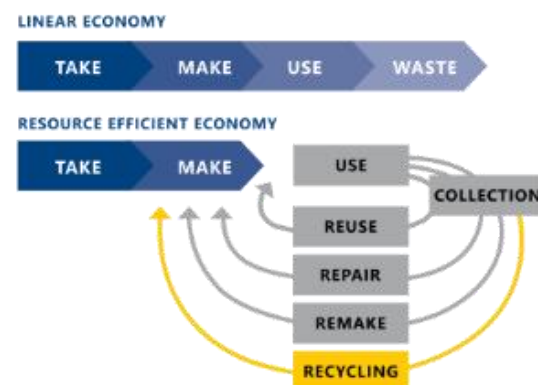 LINEAR ECONOMY
TAKE MAKE USE WASTE
RESOURCE EFFICIENT ECONOMY
TAKE MAKE USE
COLLECTION
REUSE
REPAIR
REMAKE
RECYCLING